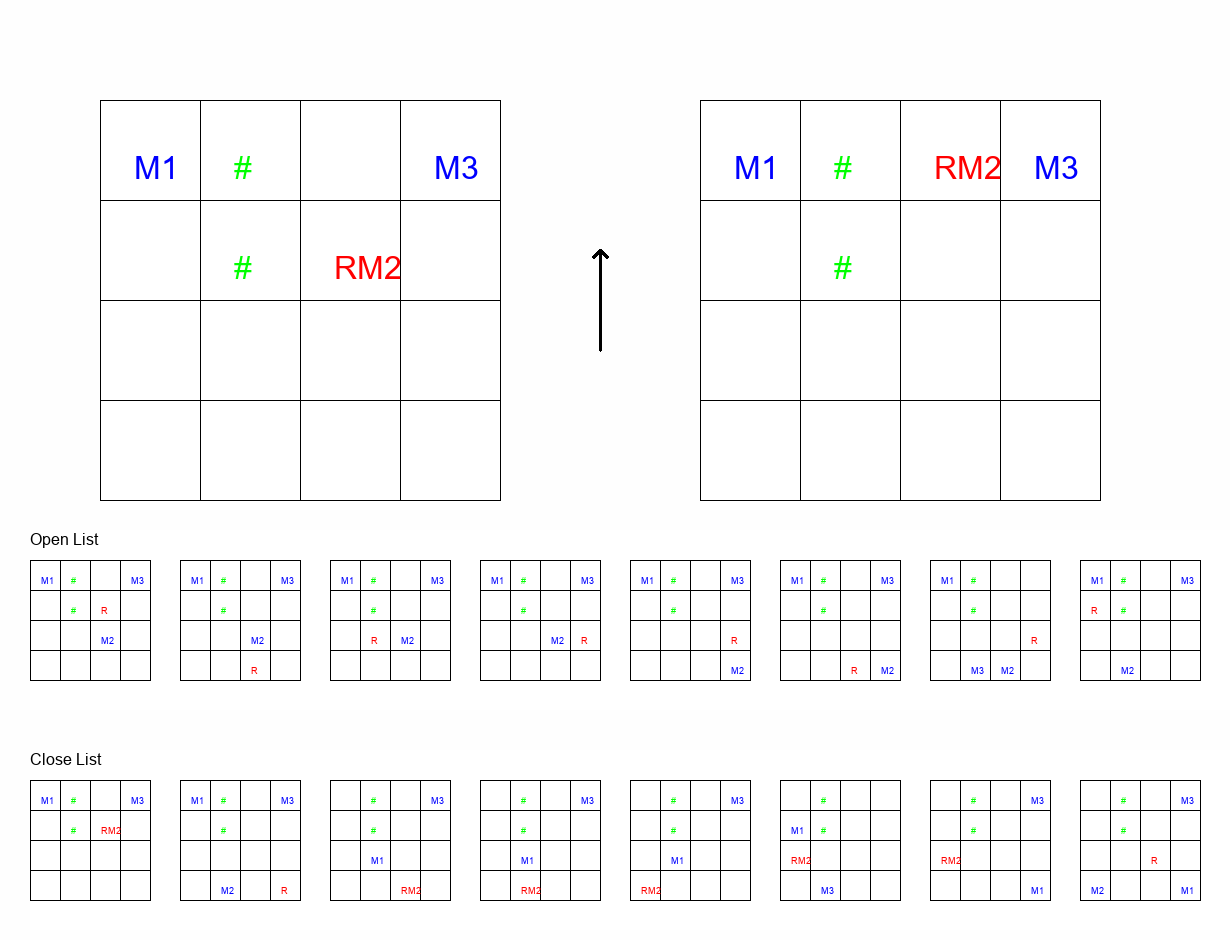 M1 # M3 M1 # RM2 M3
# RM2 #
Open List
M1 # M3 M1 # M3 M1 # M3 M1 # M3 M1 # M3 M1 # M3 M1 # M1 # M3
# R # # # # # # R #
M2 M2 R M2 M2 R R R
R M2 R M2 M3 M2 M2
Close List
M1 # M3 M1 # M3 # M3 # M3 # M3 # # M3 # M3
# RM2 # # # # M1 # # #
M1 M1 M1 RM2 RM2 R
M2 R RM2 RM2 RM2 M3 M1 M2 M1